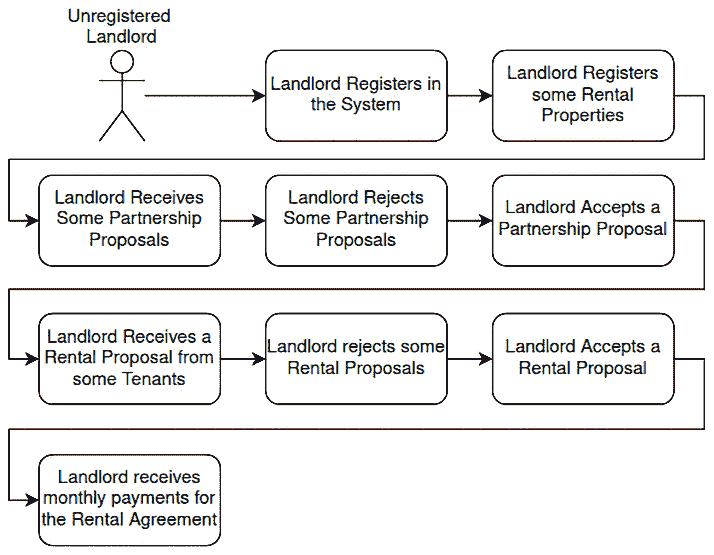 Unregistered
Landlord
Landlord Registers in
the System
Landlord Registers
some Rental
Properties
Landlord Receives
Some Partnership
Proposals
Landlord Rejects
Some Partnership
Proposals
Landlord Accepts a
Partnership Proposal
Landlord Receives a
Rental Proposal from
some Tenants
Landlord rejects some
Rental Proposals
Landlord Accepts a
Rental Proposal
Landlord receives
monthly payments for
the Rental Agreement